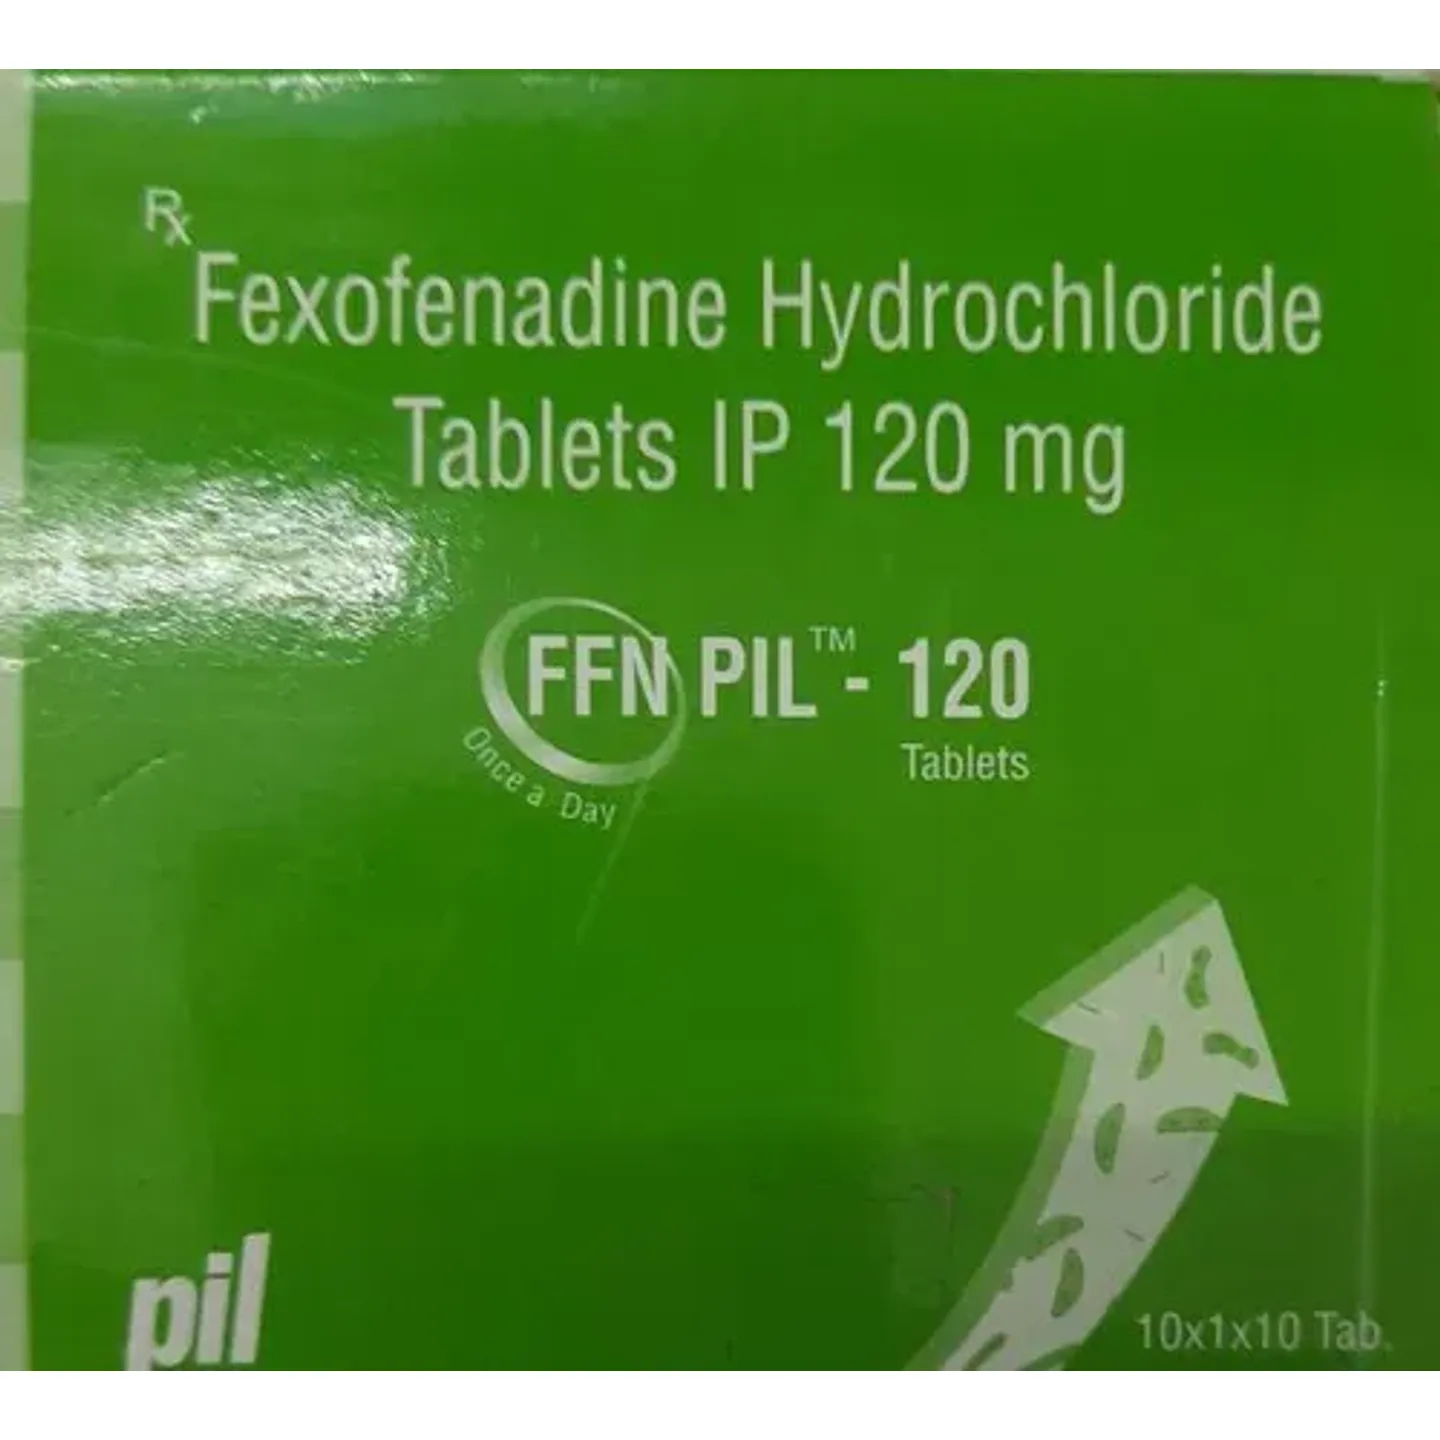 Rx
Fexofenadine Hydrochloride
Tablets IP 120 mg
FFN PIL™- 120
Tablets
Once a Day
pil
10x1x10 Tab.